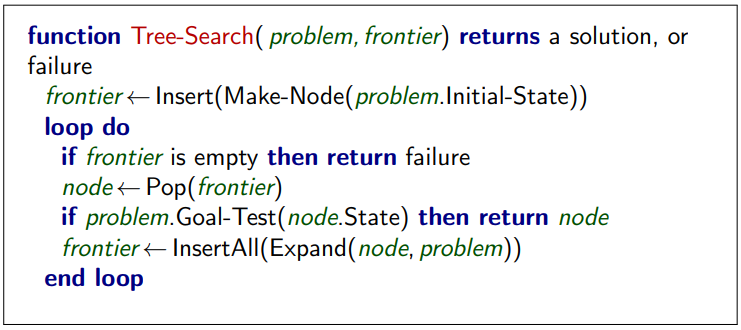 function Tree-Search( problem, frontier) returns a solution, or
failure
frontier ← Insert(Make-Node(problem.Initial-State))
loop do
if frontier is empty then return failure
node ← Pop(frontier)
if problem.Goal-Test(node.State) then return node
frontier ← InsertAll(Expand(node, problem))
end loop